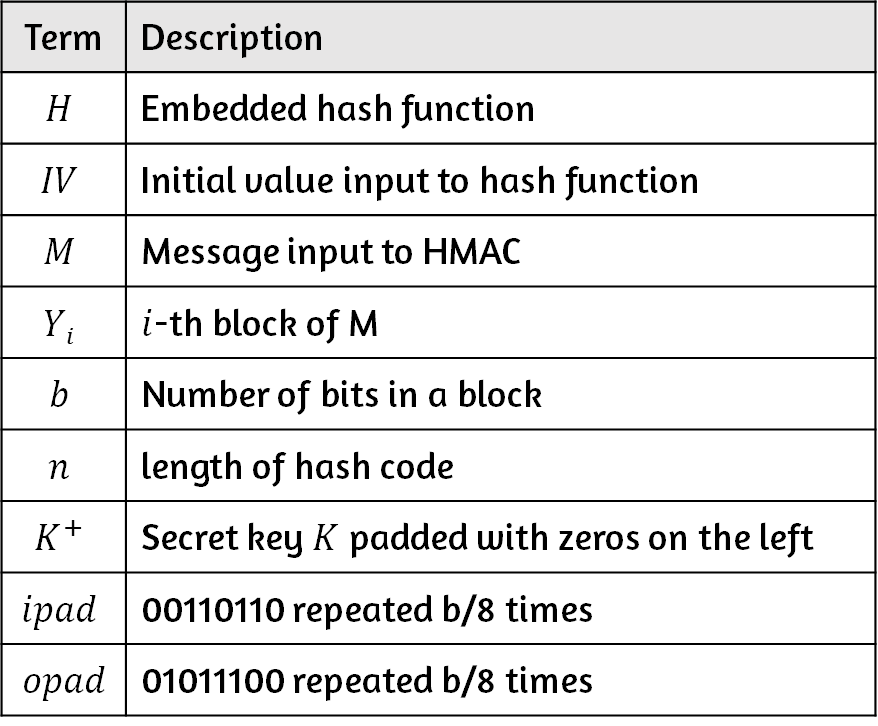 Term Description
H Embedded hash function
IV Initial value input to hash function
M Message input to HMAC
Y_i i-th block of M
b Number of bits in a block
n length of hash code
K^+ Secret key K padded with zeros on the left
ipad 00110110 repeated b/8 times
opad 01011100 repeated b/8 times